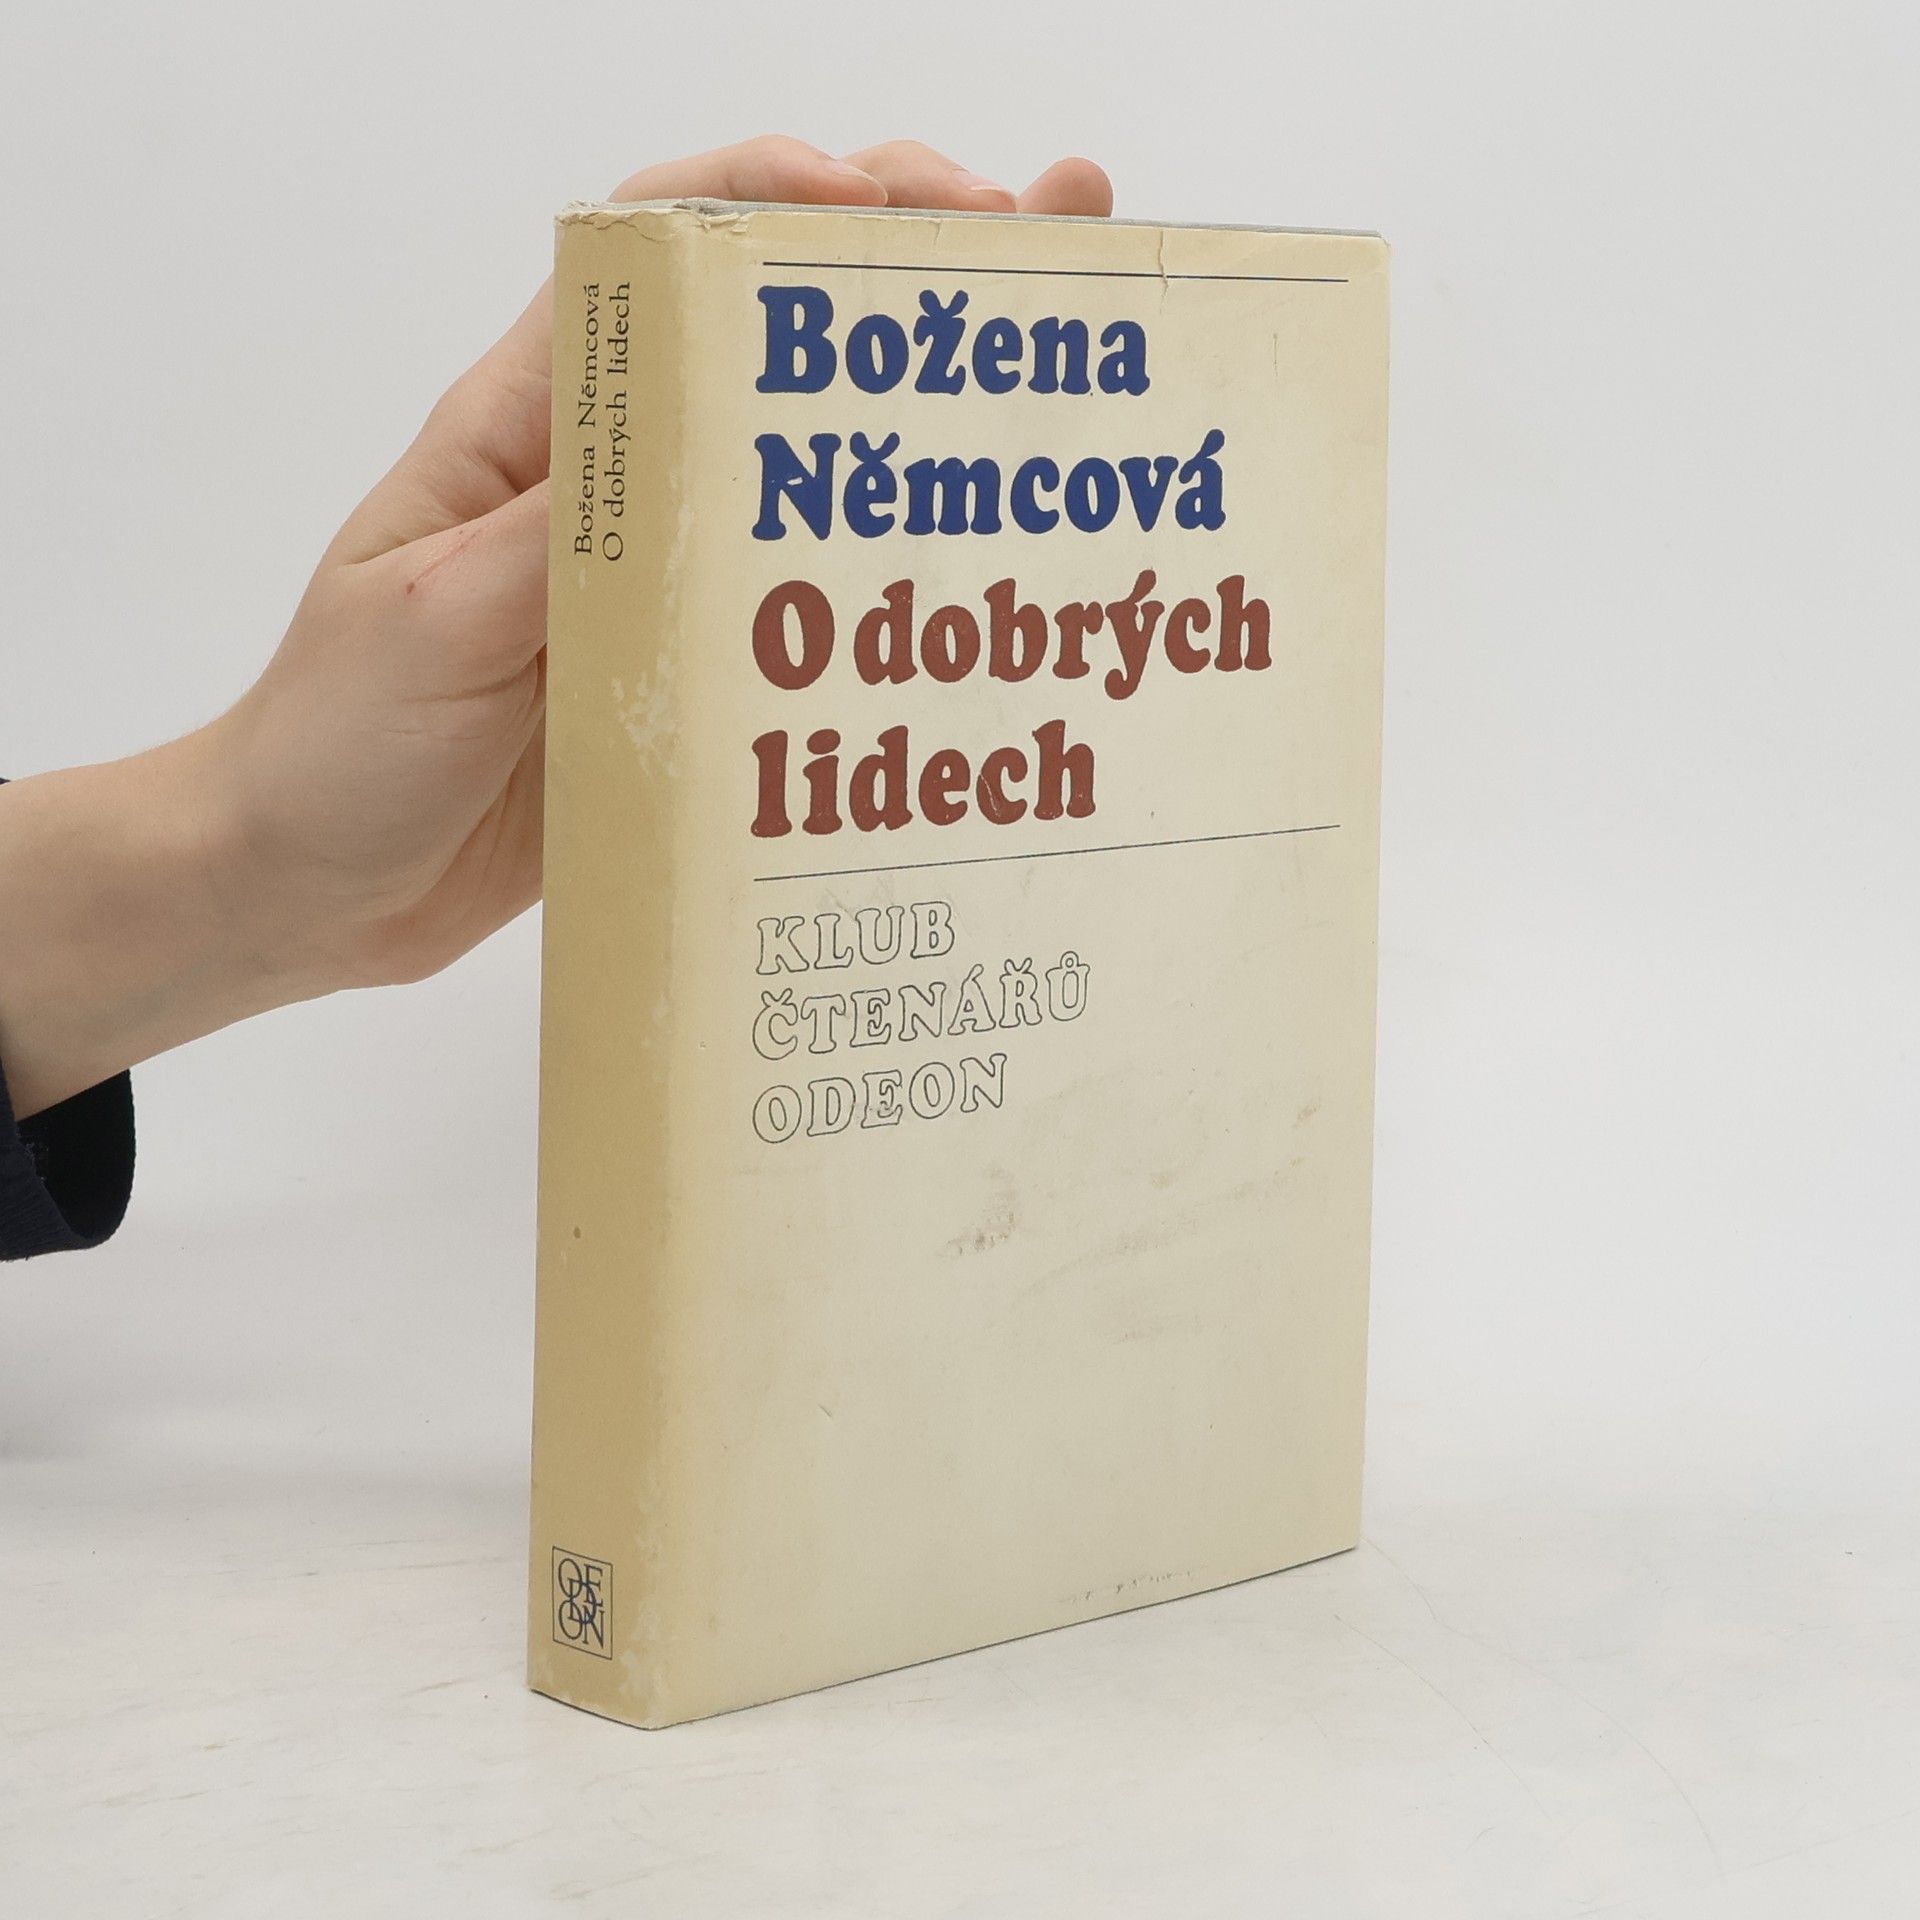 Božena Němcová
O dobrých lidech
Božena
Němcová
O dobrých
lidech
KLUB
ČTENÁŘŮ
ODEON
ODEON